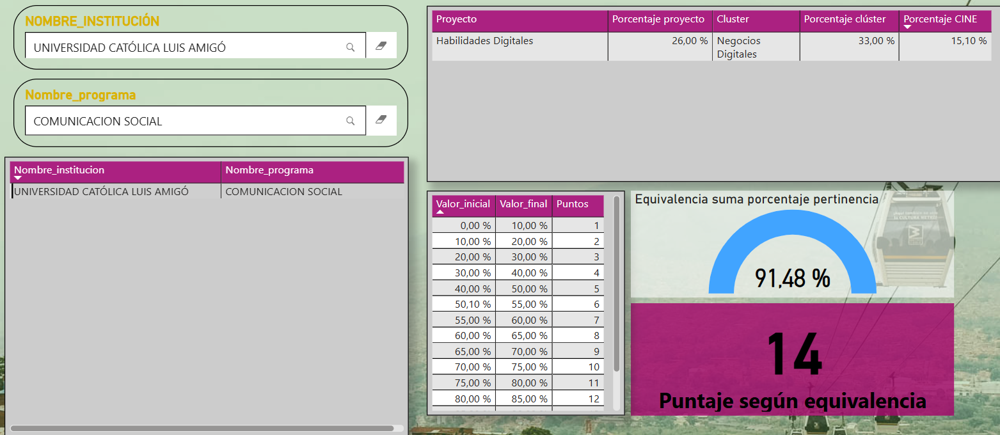 NOMBRE_INSTITUCIÓN
UNIVERSIDAD CATÓLICA LUIS AMIGÓ
Nombre_programa
COMUNICACION SOCIAL
Nombre_institucion Nombre_programa
UNIVERSIDAD CATÓLICA LUIS AMIGÓ COMUNICACION SOCIAL
Proyecto Porcentaje proyecto Cluster Porcentaje clúster Porcentaje CINE
Habilidades Digitales 26,00 % Negocios 33,00 % 15,10 %
Digitales
Valor_inicial Valor_final Puntos
0,00 % 10,00 % 1
10,00 % 20,00 % 2
20,00 % 30,00 % 3
30,00 % 40,00 % 4
40,00 % 50,00 % 5
50,10 % 55,00 % 6
55,00 % 60,00 % 7
60,00 % 65,00 % 8
65,00 % 70,00 % 9
70,00 % 75,00 % 10
75,00 % 80,00 % 11
80,00 % 85,00 % 12
Equivalencia suma porcentaje pertinencia
91,48 %
14
Puntaje según equivalencia